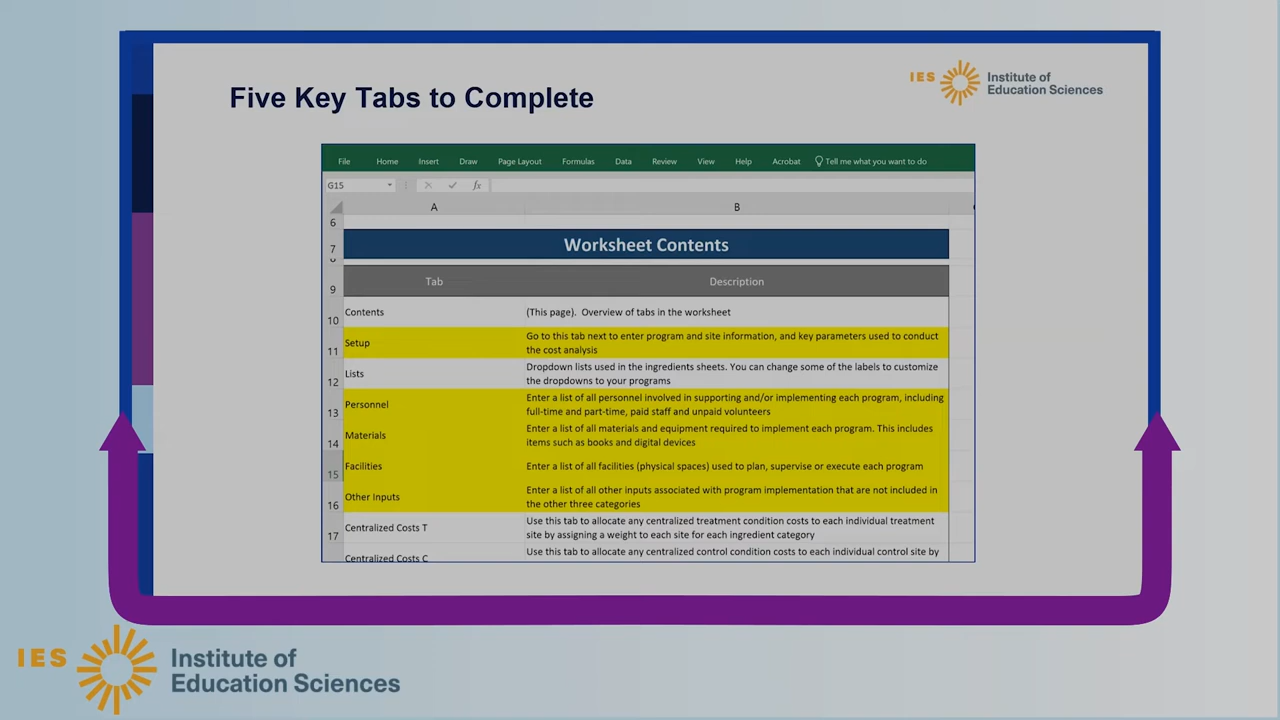 Five Key Tabs to Complete
IES Institute of
Education Sciences
File Home Insert Draw Page Layout Formulas Data Review View Help Acrobat Tell me what you want to do
G15 fx
A B
6
7 Worksheet Contents
9 Tab Description
10 Contents (This page). Overview of tabs in the worksheet
11 Setup Go to this tab next to enter program and site information, and key parameters used to conduct
the cost analysis
12 Lists Dropdown lists used in the ingredients sheets. You can change some of the labels to customize
the dropdowns to your programs
13 Personnel Enter a list of all personnel involved in supporting and/or implementing each program, including
full-time and part-time, paid staff and unpaid volunteers
14 Materials Enter a list of all materials and equipment required to implement each program. This includes
items such as books and digital devices
15 Facilities Enter a list of all facilities (physical spaces) used to plan, supervise or execute each program
16 Other Inputs Enter a list of all other inputs associated with program implementation that are not included in
the other three categories
17 Centralized Costs T Use this tab to allocate any centralized treatment condition costs to each individual treatment
site by assigning a weight to each site for each ingredient category
Centralized Costs C Use this tab to allocate any centralized control condition costs to each individual control site by
IES Institute of
Education Sciences